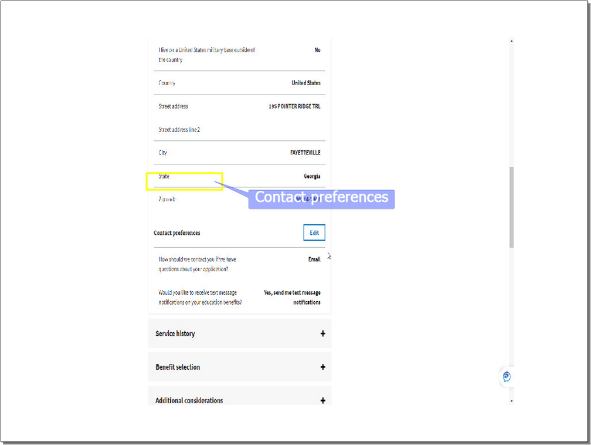 I live on a United States military base outside of
the country
No
Country
United States
Street address
195 POINTER RIDGE TRL
Street address line 2
City
FAYETTEVILLE
State
Georgia
Contact preferences
Contact preferences
Edit
How should we contact you if we have
questions about your application?
Email
Would you like to receive text message
notifications on your education benefits?
Yes, send me text message
notifications
Service history
+
Benefit selection
+
Additional considerations
+